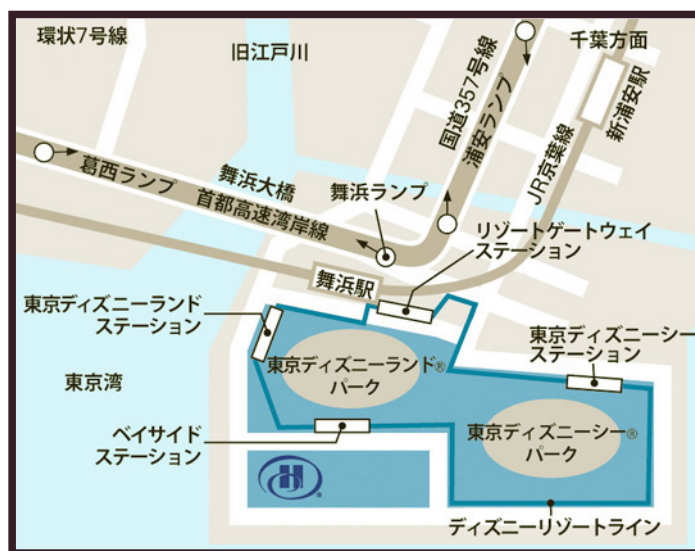 環状7号線
旧江戸川
千葉方面
国道357号線
浦安ランプ
新浦安駅
JR京葉線
葛西ランプ
舞浜大橋
首都高速湾岸線
舞浜ランプ
リゾートゲートウェイ
ステーション
舞浜駅
東京ディズニーランド
ステーション
東京ディズニーシー
ステーション
東京ディズニーランド®
パーク
東京湾
東京ディズニーシー®
パーク
ベイサイド
ステーション
H®
ディズニーリゾートライン